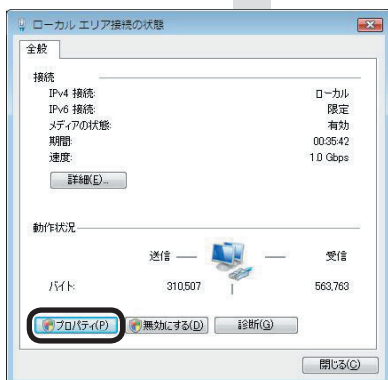 ローカル エリア接続の状態
全般
接続
IPv4 接続: ローカル
IPv6 接続: 限定
メディアの状態: 有効
期間: 00:35:42
速度: 1.0 Gbps
詳細(E)...
動作状況
送信 受信
バイト: 310,507 563,763
プロパティ(P) 無効にする(D) 診断(G)
閉じる(C)